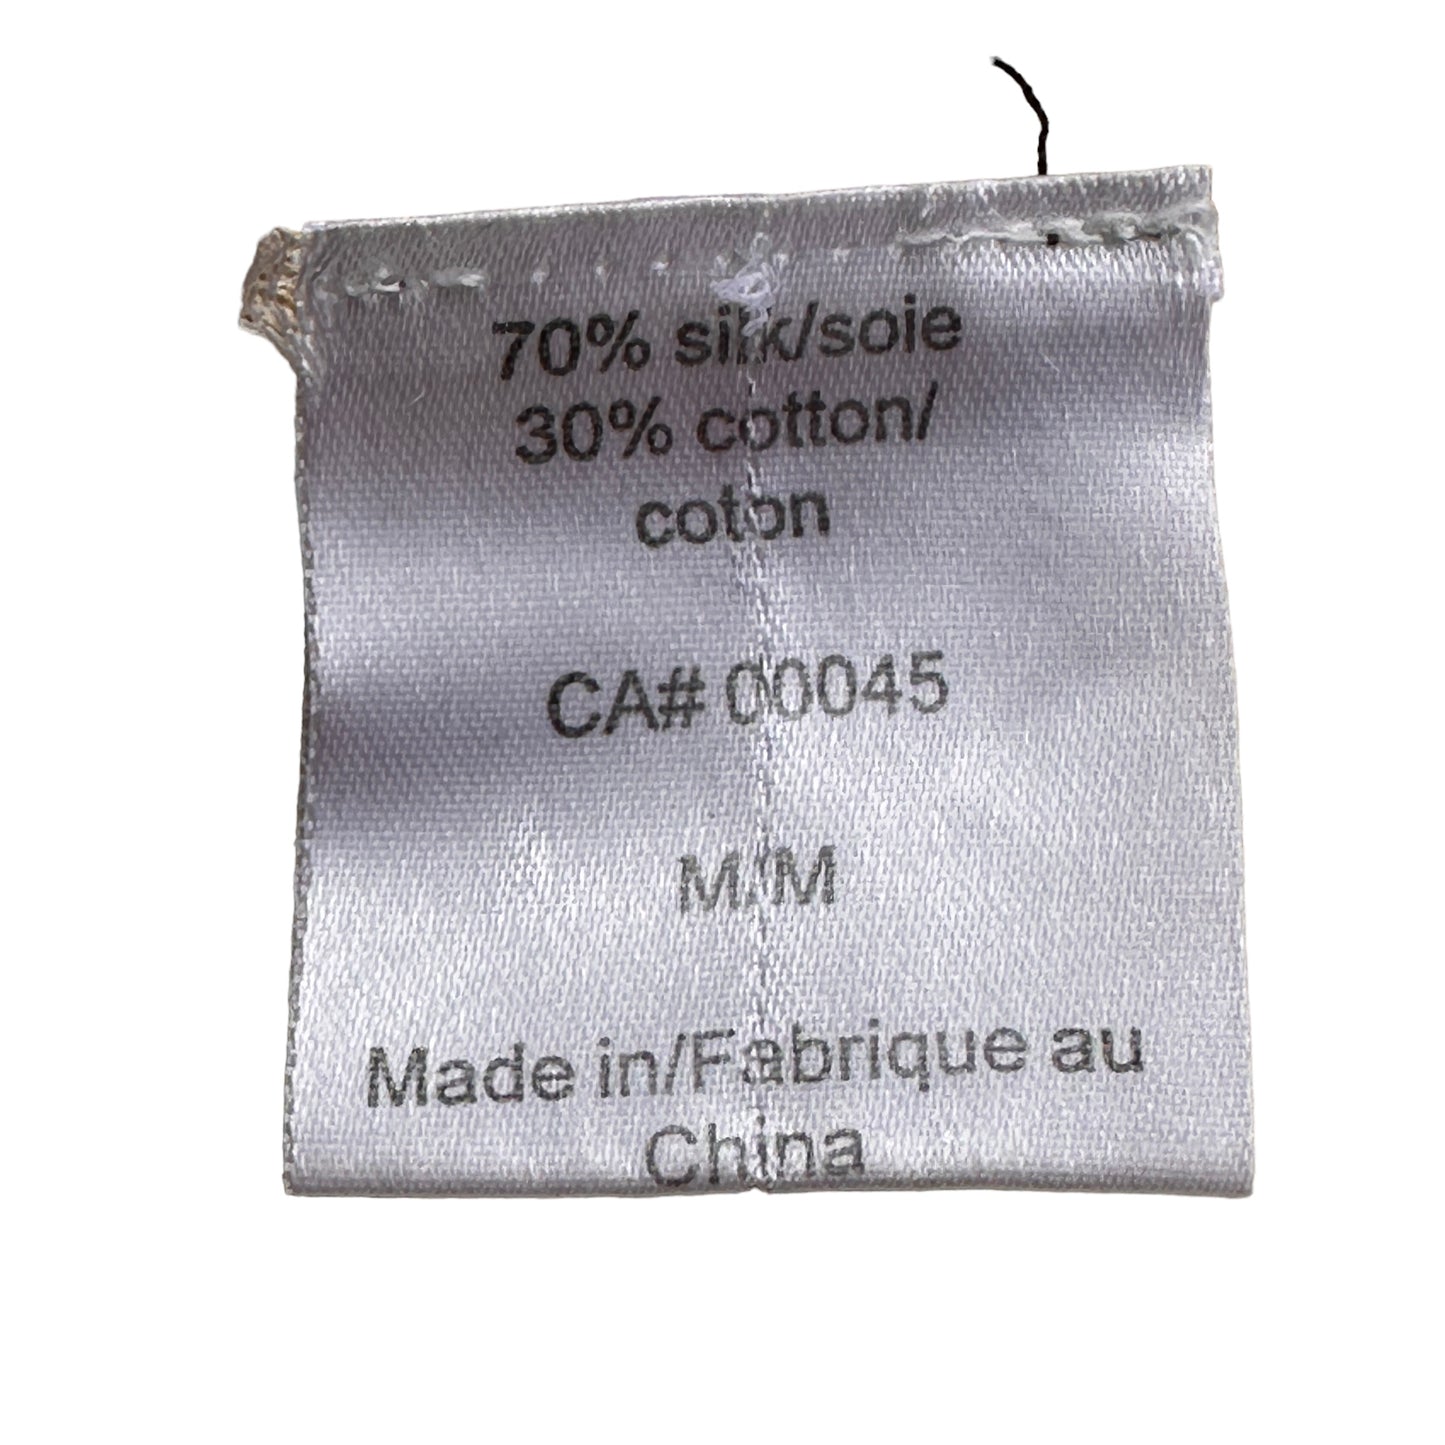 70% silk/soie
30% cotton/
coton
CA# 00045
M/M
Made in/Fabrique au
China